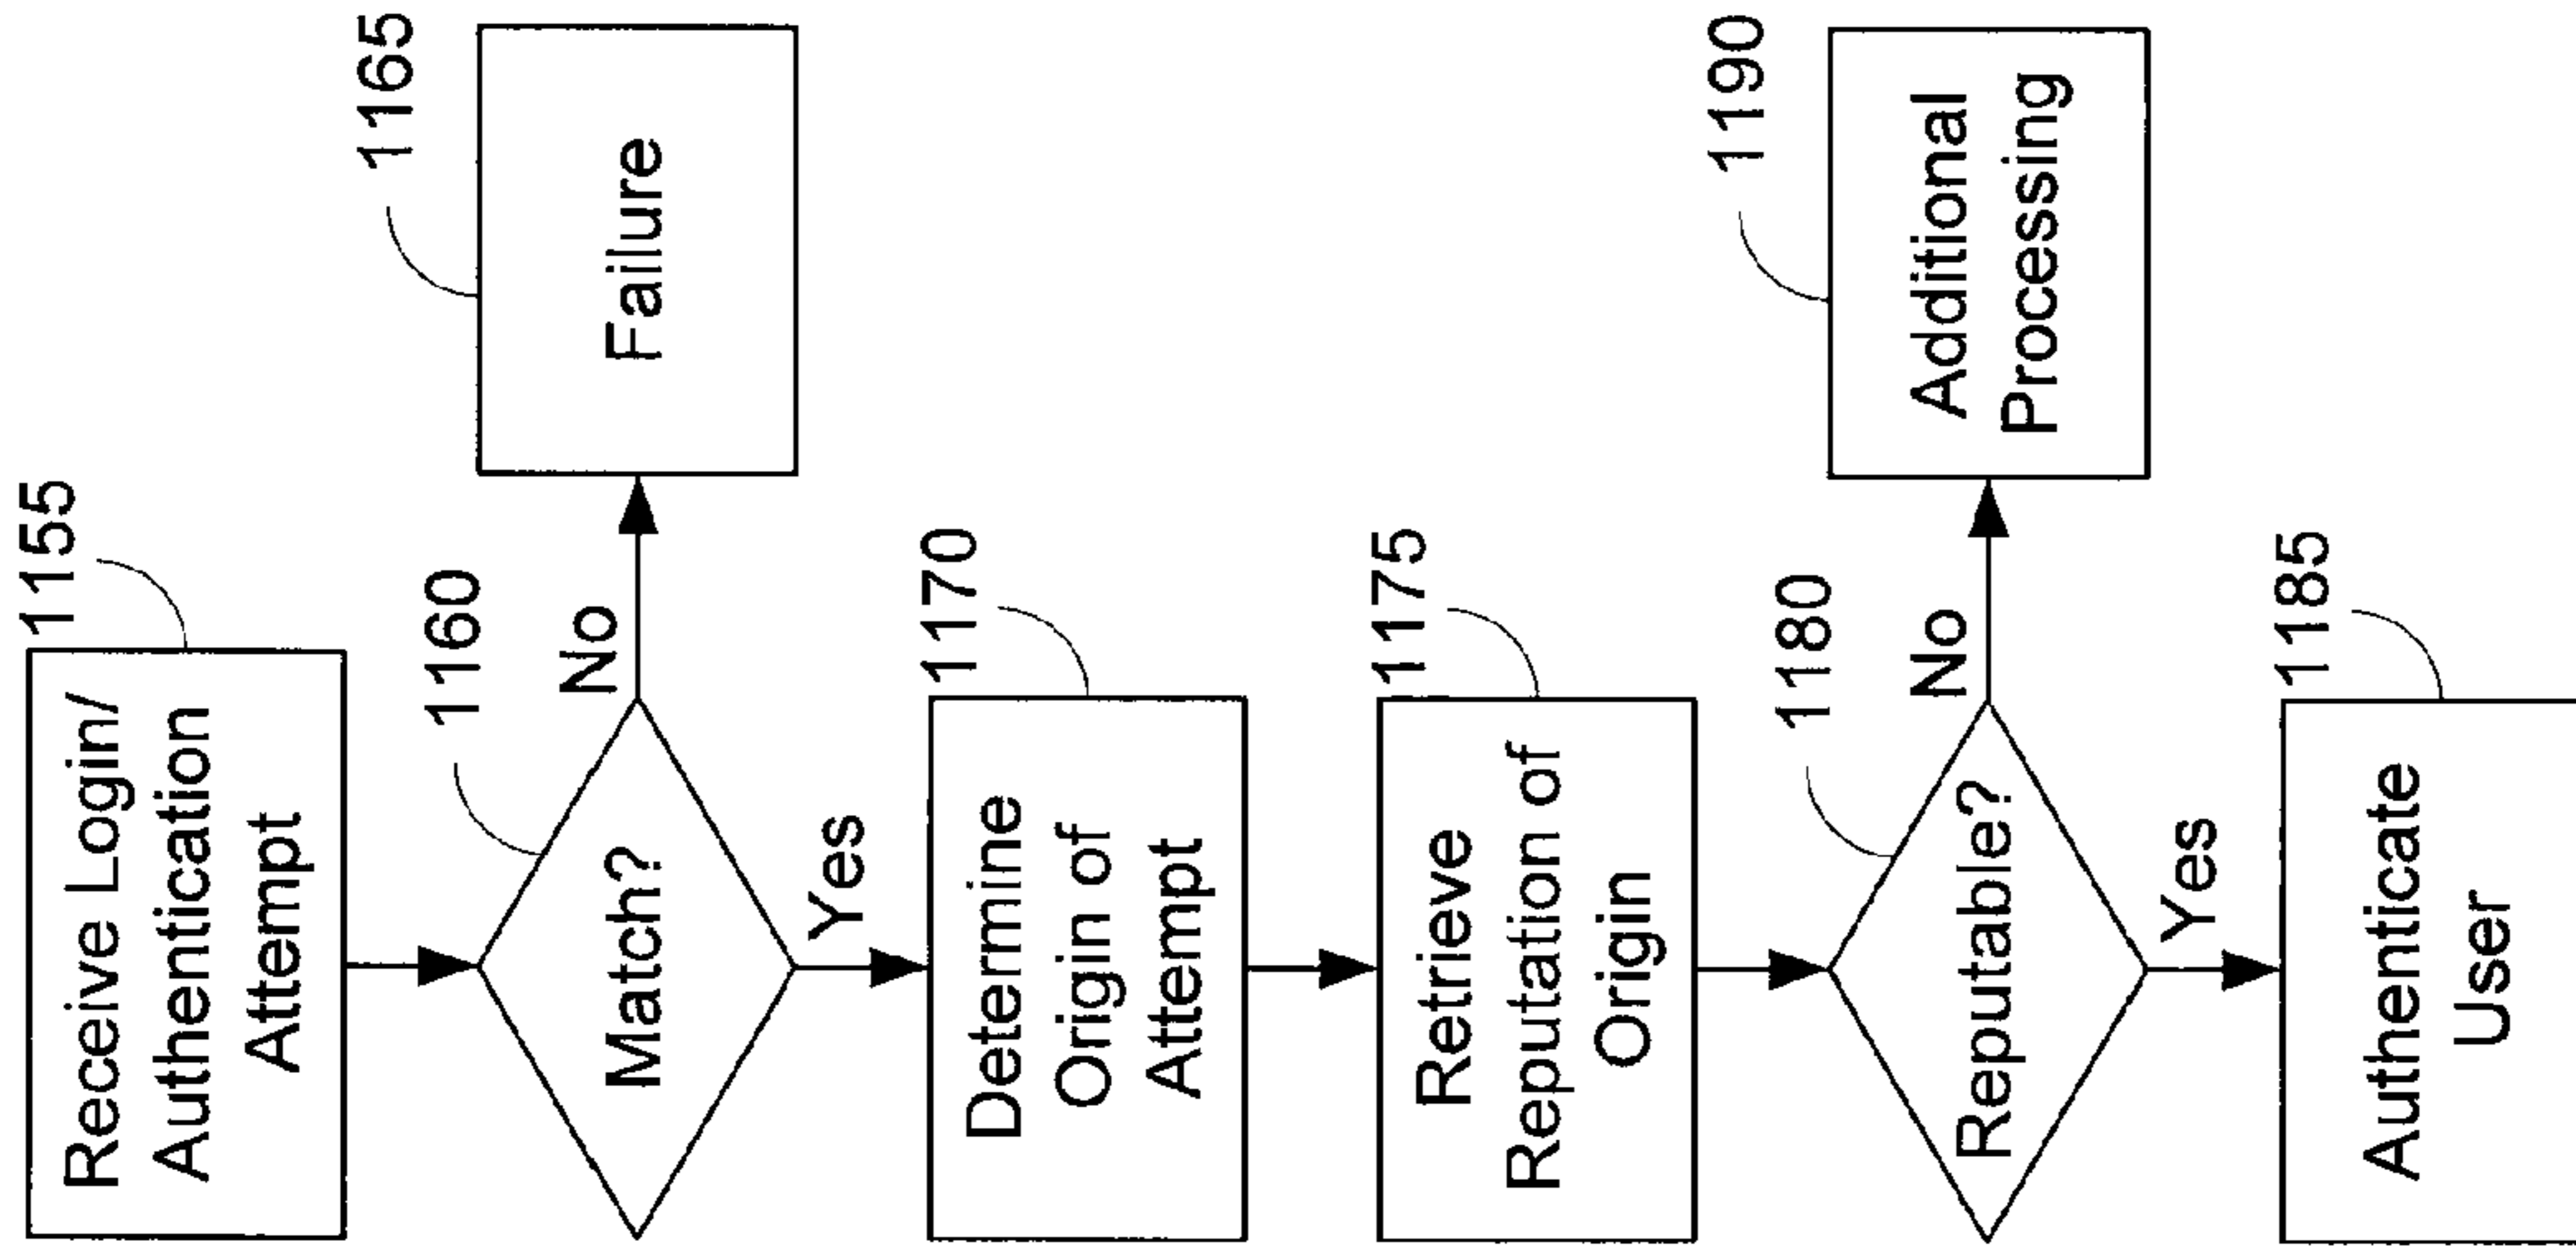 1155
Receive Login/
Authentication
Attempt
1160
Match?
No
1165
Failure
Yes
1170
Determine
Origin of
Attempt
1175
Retrieve
Reputation of
Origin
1180
Reputable?
No
1190
Additional
Processing
Yes
1185
Authenticate
User